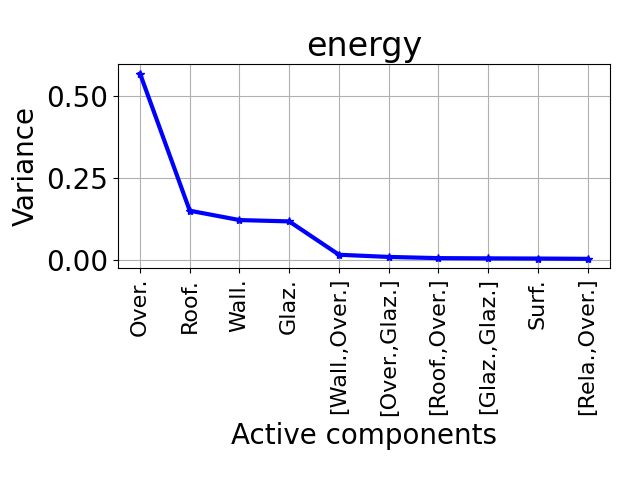 energy
Variance
0.50
0.25
0.00
Over.
Roof.
Wall.
Glaz.
[Wall.,Over.]
[Over.,Glaz.]
[Roof.,Over.]
[Glaz.,Glaz.]
Surf.
[Rela.,Over.]
Active components